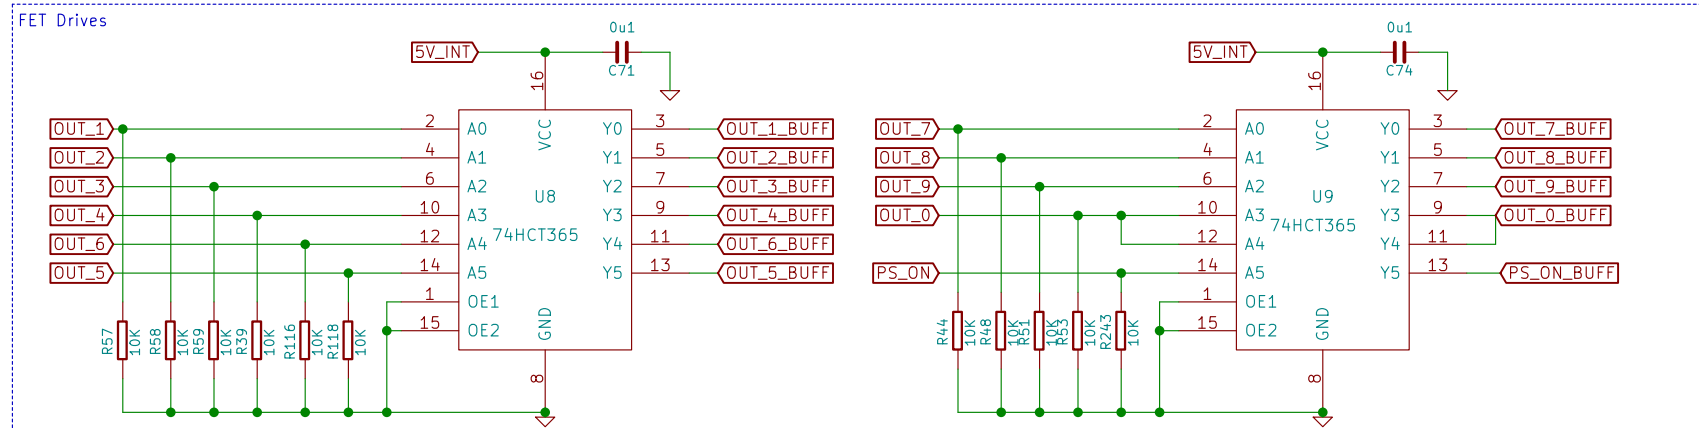 FET Drives
0u1
5V_INT
C71
16
OUT_1
2
A0
VCC
Y0
3
OUT_1_BUFF
OUT_2
4
A1
Y1
5
OUT_2_BUFF
OUT_3
6
A2
Y2
7
OUT_3_BUFF
U8
OUT_4
10
A3
Y3
9
OUT_4_BUFF
74HCT365
OUT_6
12
A4
Y4
11
OUT_6_BUFF
OUT_5
14
A5
Y5
13
OUT_5_BUFF
1
OE1
15
OE2
GND
8
R57
10K
R58
10K
R59
10K
R39
10K
R116
10K
R118
10K
0u1
5V_INT
C74
16
OUT_7
2
A0
VCC
Y0
3
OUT_7_BUFF
OUT_8
4
A1
Y1
5
OUT_8_BUFF
OUT_9
6
A2
Y2
7
OUT_9_BUFF
U9
OUT_0
10
A3
Y3
9
OUT_0_BUFF
74HCT365
12
A4
Y4
11
PS_ON
14
A5
Y5
13
PS_ON_BUFF
1
OE1
15
OE2
GND
8
R44
10K
R48
10K
R51
10K
R53
10K
R243
10K